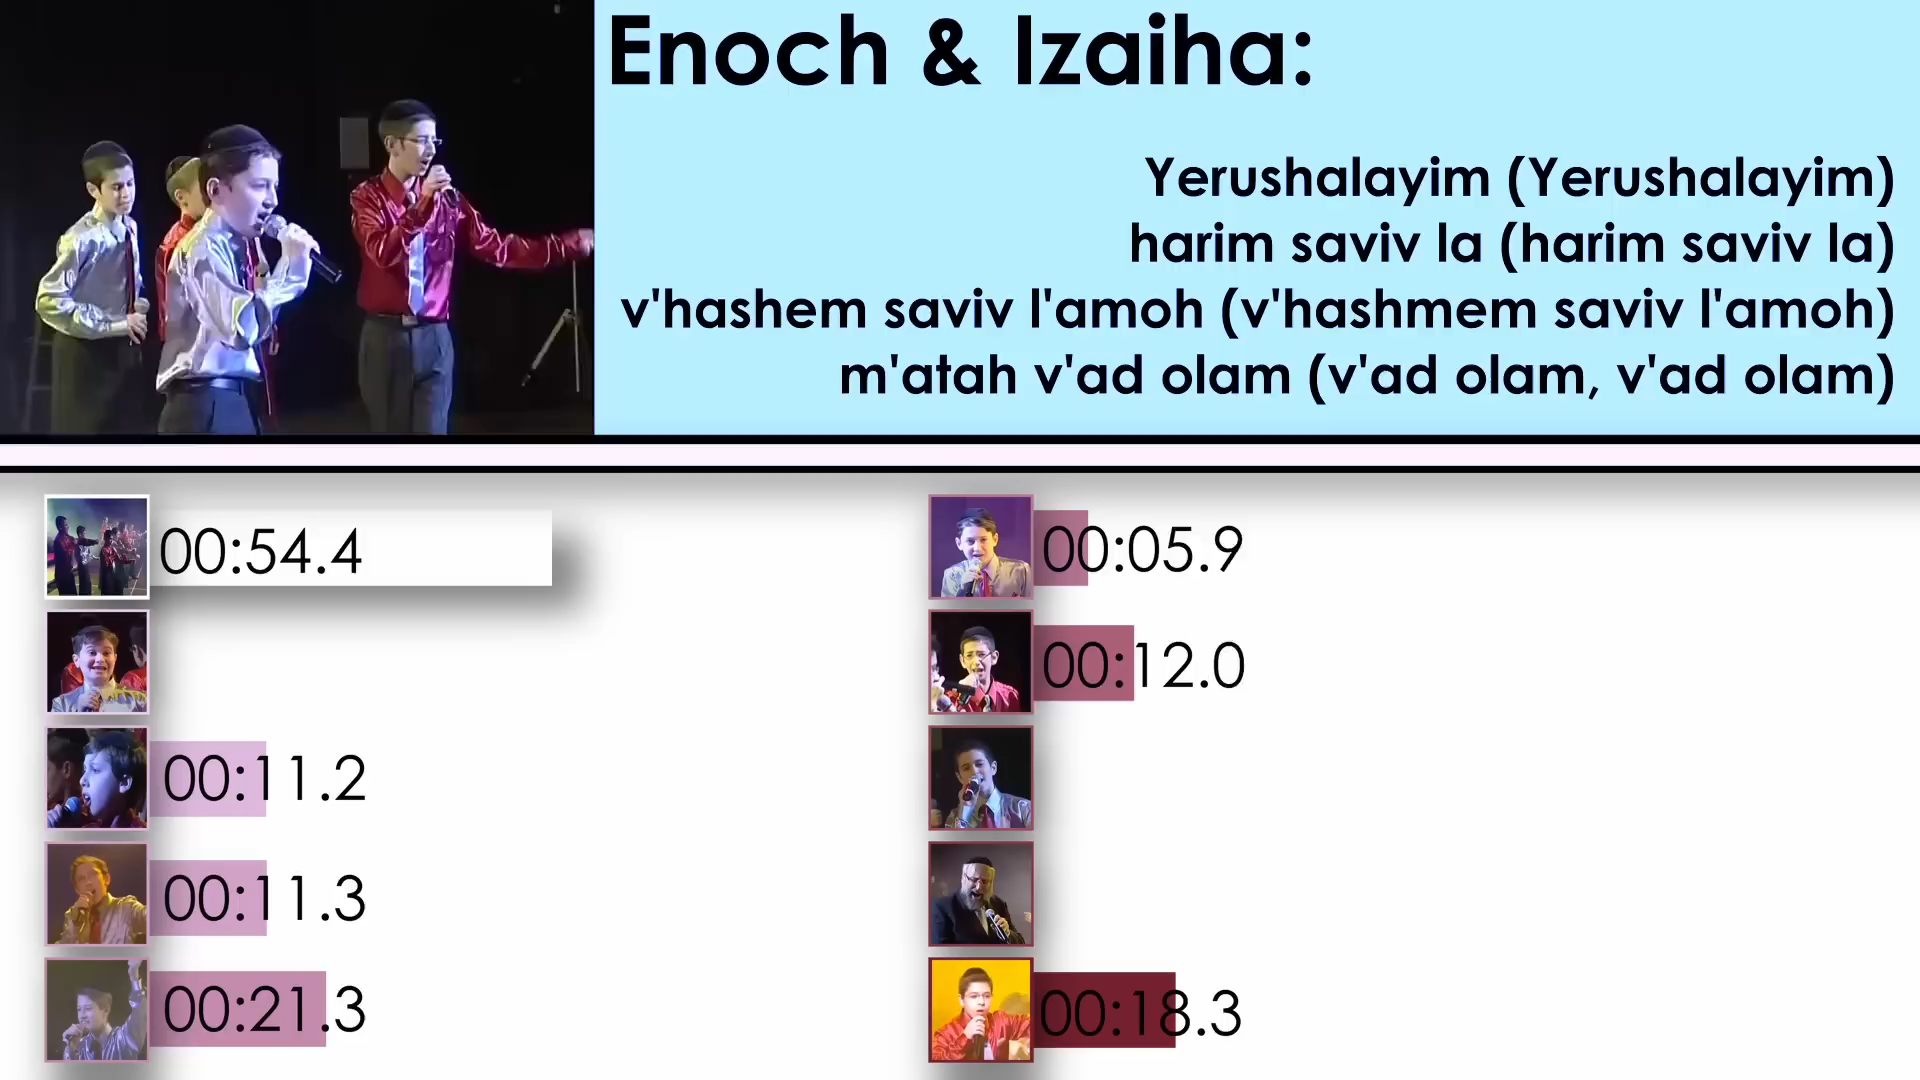 Enoch & Izaiha:
Yerushalayim (Yerushalayim)
harim saviv la (harim saviv la)
v'hashem saviv l'amoh (v'hashmem saviv l'amoh)
m'atah v'ad olam (v'ad olam, v'ad olam)
00:54.4
00:11.2
00:11.3
00:21.3
00:05.9
00:12.0
00:18.3